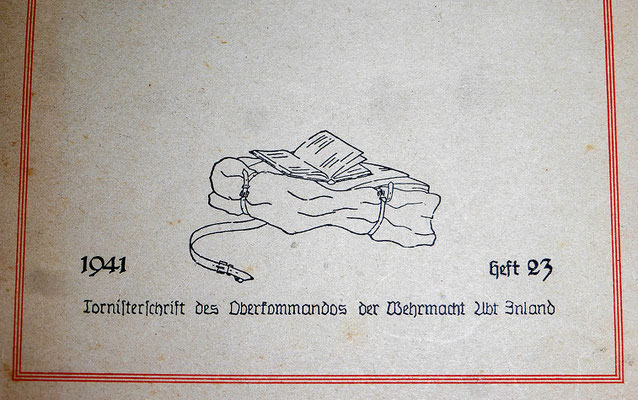 1941 Heft 23
Tornisterschrift des Oberkommandos der Wehrmacht Abt Inland